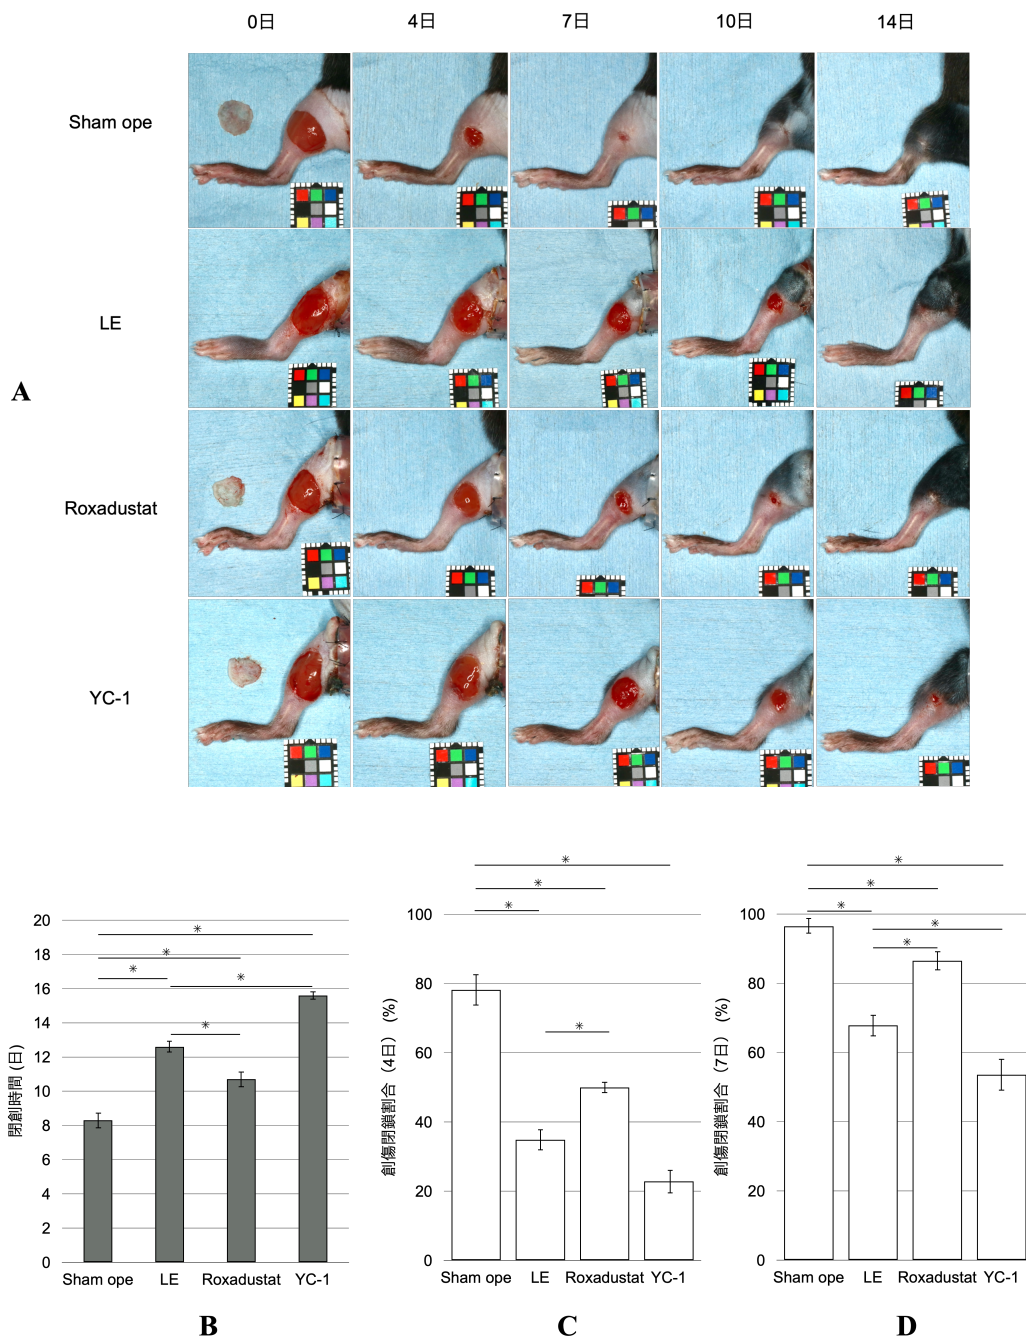 0日 4日 7日 10日 14日
Sham ope
LE
A
Roxadustat
YC-1
閉創時間 (日)
20
18
16
14
12
10
8
6
4
2
0
* * * * *
Sham ope LE Roxadustat YC-1
B
創傷閉鎖割合（4日）(%)
100
80
60
40
20
0
* * * *
Sham ope LE Roxadustat YC-1
C
創傷閉鎖割合（7日）(%)
100
80
60
40
20
0
* * * * *
Sham ope LE Roxadustat YC-1
D